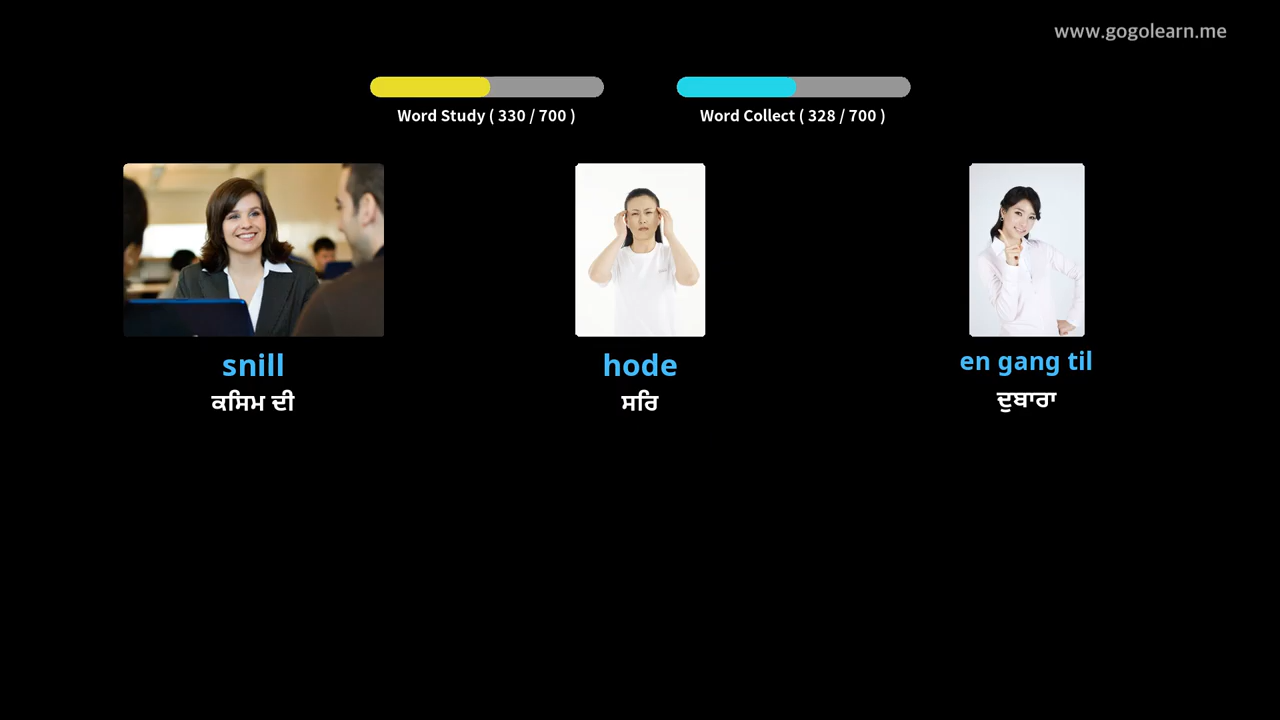 www.gogolearn.me
Word Study ( 330 / 700 )
Word Collect ( 328 / 700 )
snill
hode
en gang til
ਕਸਿਮ ਦੀ
ਸਰਿ
ਦੁਬਾਰਾ